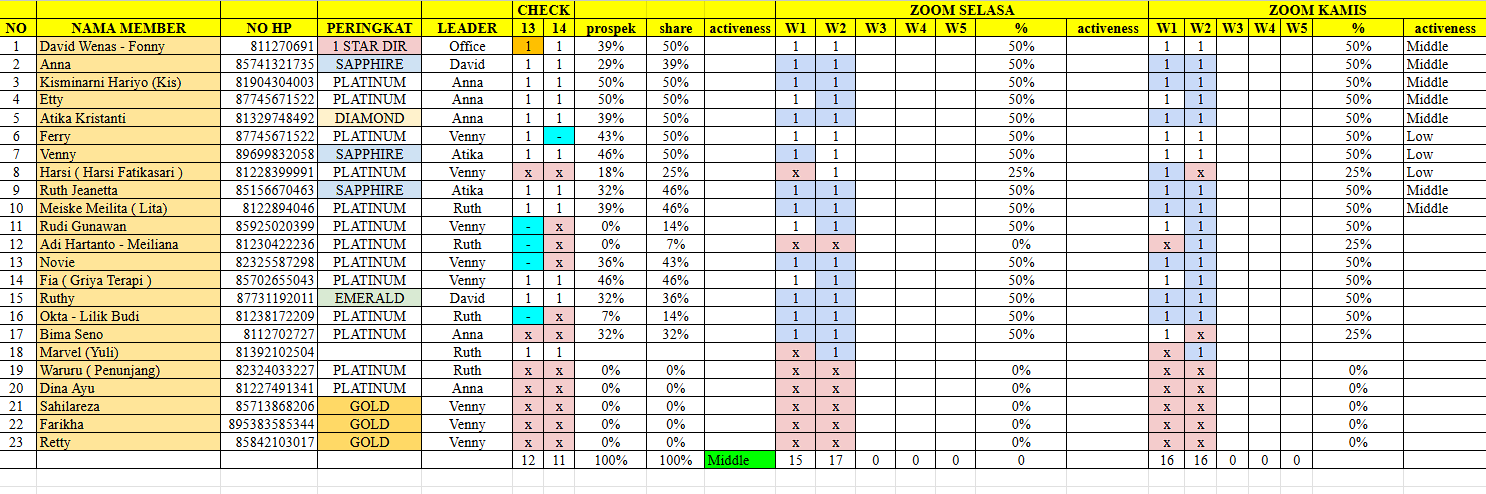 CHECK ZOOM SELASA ZOOM KAMIS
NO NAMA MEMBER NO HP PERINGKAT LEADER 13 14 prospek share activeness W1 W2 W3 W4 W5 % activeness W1 W2 W3 W4 W5 % activeness
1 David Wenas - Fonny 811270691 1 STAR DIR Office 1 1 39% 50% 1 1 50% 1 1 50% Middle
2 Anna 85741321735 SAPPHIRE David 1 1 29% 39% 1 1 50% 1 1 50% Middle
3 Kisminarni Hariyo (Kis) 81904304003 PLATINUM Anna 1 1 50% 50% 1 1 50% 1 1 50% Middle
4 Etty 87745671522 PLATINUM Anna 1 1 50% 50% 1 1 50% 1 1 50% Middle
5 Atika Kristanti 81329748492 DIAMOND Anna 1 1 39% 50% 1 1 50% 1 1 50% Middle
6 Ferry 87745671522 PLATINUM Venny 1 - 43% 50% 1 1 50% 1 1 50% Low
7 Venny 89699832058 SAPPHIRE Atika 1 1 46% 50% 1 1 50% 1 1 50% Low
8 Harsi ( Harsi Fatikasari ) 81228399991 PLATINUM Venny x x 18% 25% x 1 25% 1 x 25% Low
9 Ruth Jeanetta 85156670463 SAPPHIRE Atika 1 1 32% 46% 1 1 50% 1 1 50% Middle
10 Meiske Meilita ( Lita) 8122894046 PLATINUM Ruth 1 1 39% 46% 1 1 50% 1 1 50% Middle
11 Rudi Gunawan 85925020399 PLATINUM Venny - x 0% 14% 1 1 50% 1 1 50%
12 Adi Hartanto - Meiliana 81230422236 PLATINUM Ruth - x 0% 7% x x 0% x 1 25%
13 Novie 82325587298 PLATINUM Venny - x 36% 43% 1 1 50% 1 1 50%
14 Fia ( Griya Terapi ) 85702655043 PLATINUM Venny 1 1 46% 46% 1 1 50% 1 1 50%
15 Ruthy 87731192011 EMERALD David 1 1 32% 36% 1 1 50% 1 1 50%
16 Okta - Lilik Budi 81238172209 PLATINUM Ruth - x 7% 14% 1 1 50% 1 1 50%
17 Bima Seno 8112702727 PLATINUM Anna x x 32% 32% 1 1 50% 1 x 25%
18 Marvel (Yuli) 81392102504 Ruth 1 1 x 1 x 1
19 Waruru ( Penunjang) 82324033227 PLATINUM Ruth x x 0% 0% x x 0% x x 0%
20 Dina Ayu 81227491341 PLATINUM Anna x x 0% 0% x x 0% x x 0%
21 Sahilareza 85713868206 GOLD Venny x x 0% 0% x x 0% x x 0%
22 Farikha 895383585344 GOLD Venny x x 0% 0% x x 0% x x 0%
23 Retty 85842103017 GOLD Venny x x 0% 0% x x 0% x x 0%
12 11 100% 100% Middle 15 17 0 0 0 0 16 16 0 0 0